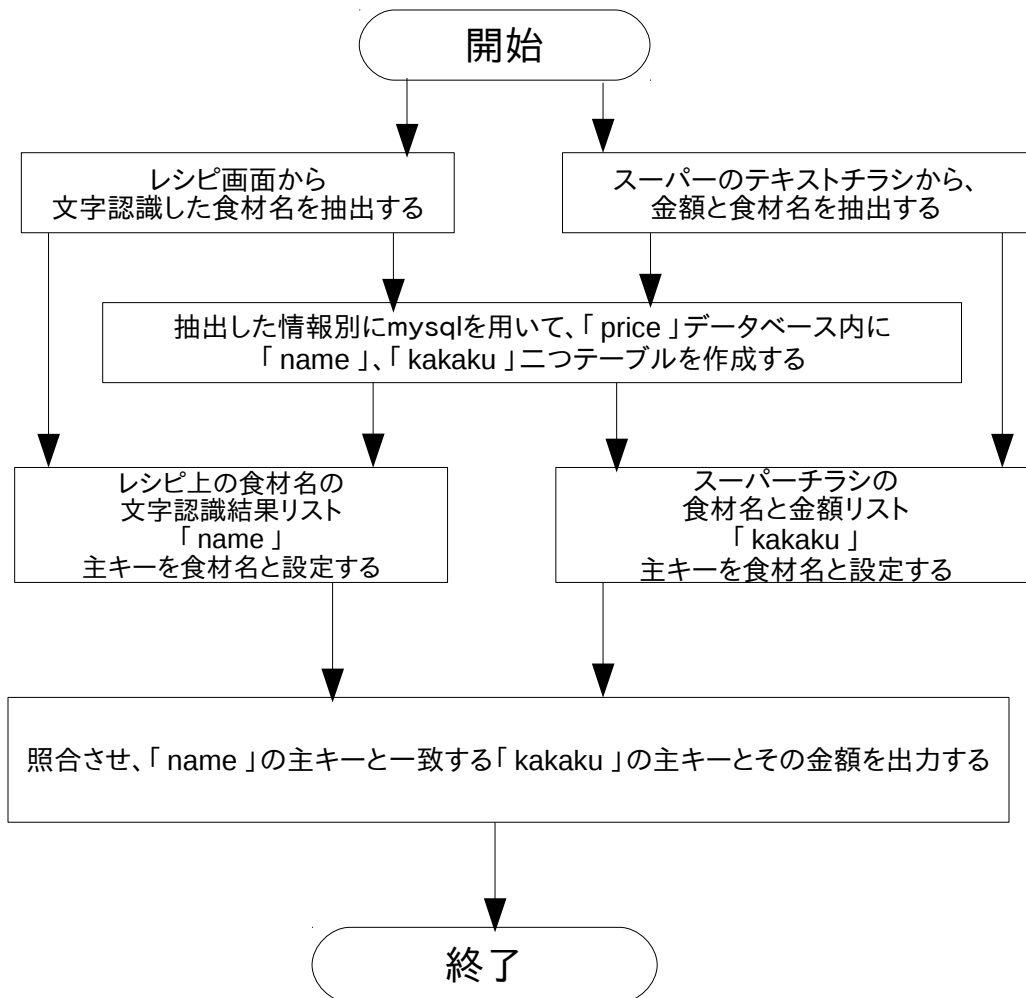 開始
レシピ画面から
文字認識した食材名を抽出する
スーパーのテキストチラシから、
金額と食材名を抽出する
抽出した情報別にmysqlを用いて、「 price 」データベース内に
「 name 」、「 kakaku 」二つテーブルを作成する
レシピ上の食材名の
文字認識結果リスト
「 name 」
主キーを食材名と設定する
スーパーチラシの
食材名と金額リスト
「 kakaku 」
主キーを食材名と設定する
照合させ、「 name 」の主キーと一致する「 kakaku 」の主キーとその金額を出力する
終了